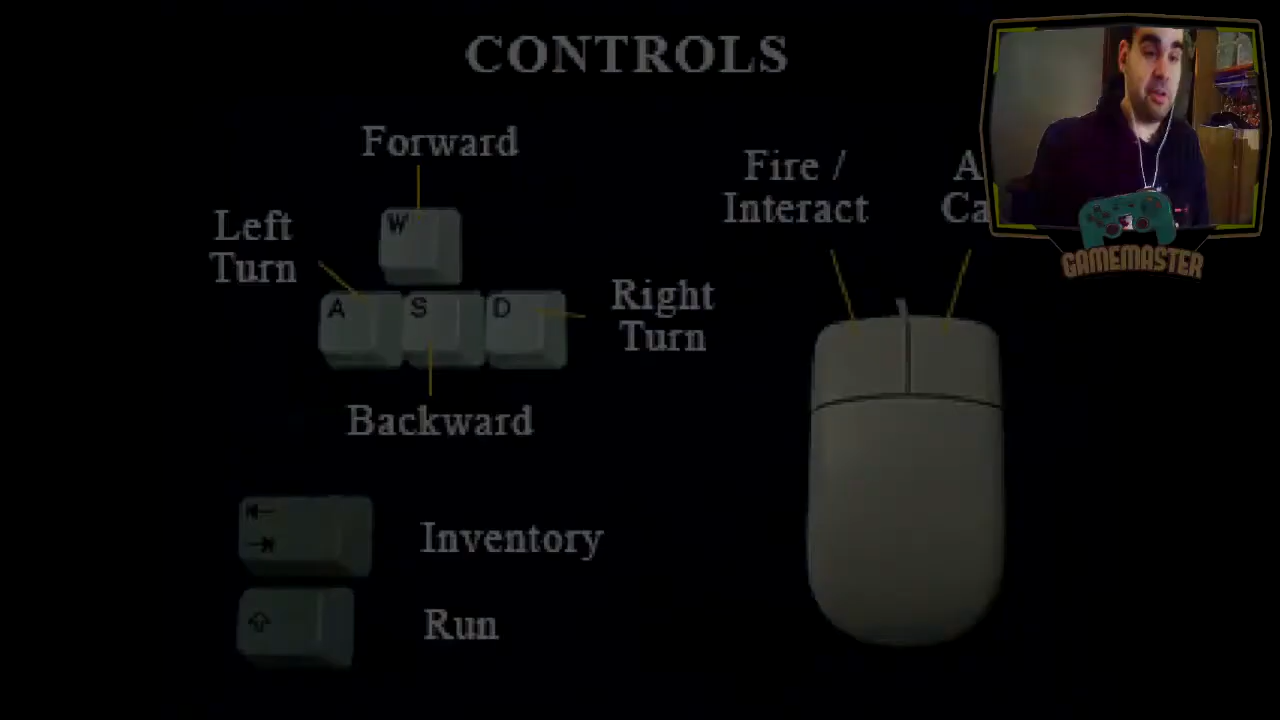 CONTROLS
Forward
W
Left
Turn
A
S
D
Right
Turn
Backward
Inventory
Run
Fire /
Interact
GAMEMASTER